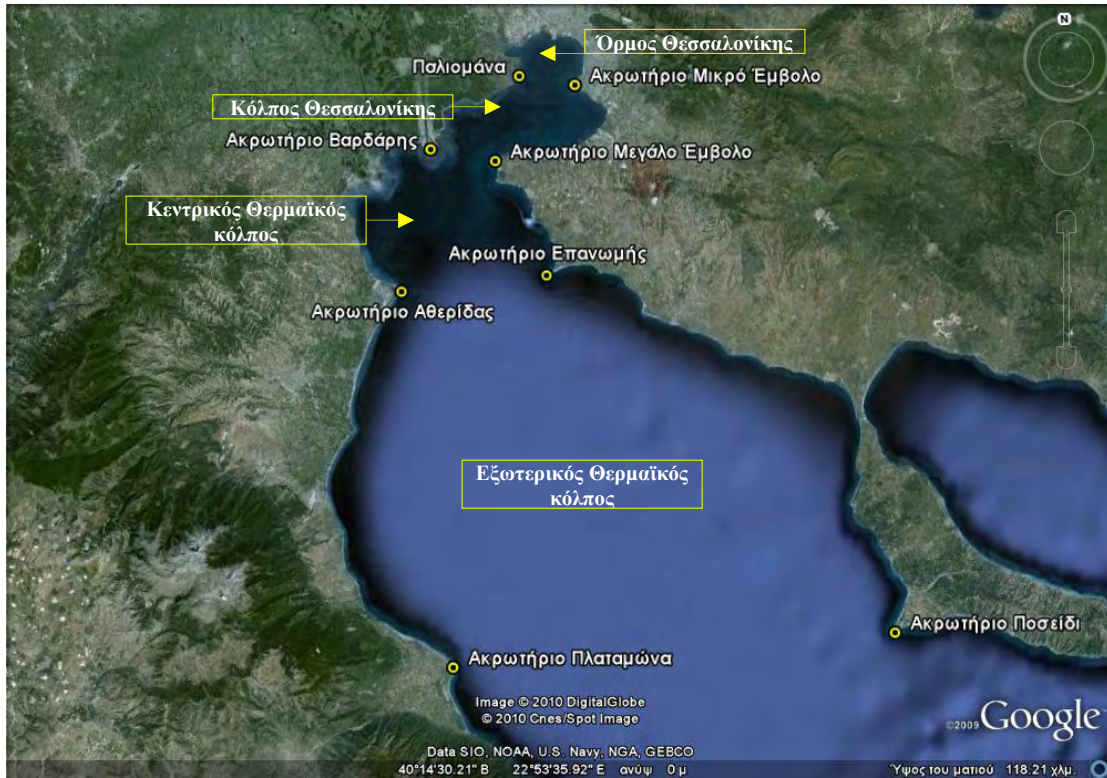 N
Όρμος Θεσσαλονίκης
Παλιομάνα
Ακρωτήριο Μικρό Έμβολο
Κόλπος Θεσσαλονίκης
Ακρωτήριο Βαρδάρης
Ακρωτήριο Μεγάλο Έμβολο
Κεντρικός Θερμαϊκός
κόλπος
Ακρωτήριο Επανωμής
Ακρωτήριο Αθερίδας
Εξωτερικός Θερμαϊκός
κόλπος
Ακρωτήριο Ποσείδι
Ακρωτήριο Πλαταμώνα
Image © 2010 DigitalGlobe
© 2010 Cnes/Spot Image
©2009 Google
Data SIO, NOAA, U.S. Navy, NGA, GEBCO
40°14'30.21" Β 22°53'35.92" Ε ανύψ 0 μ Ύψος του ματιού 118.21 χλμ.